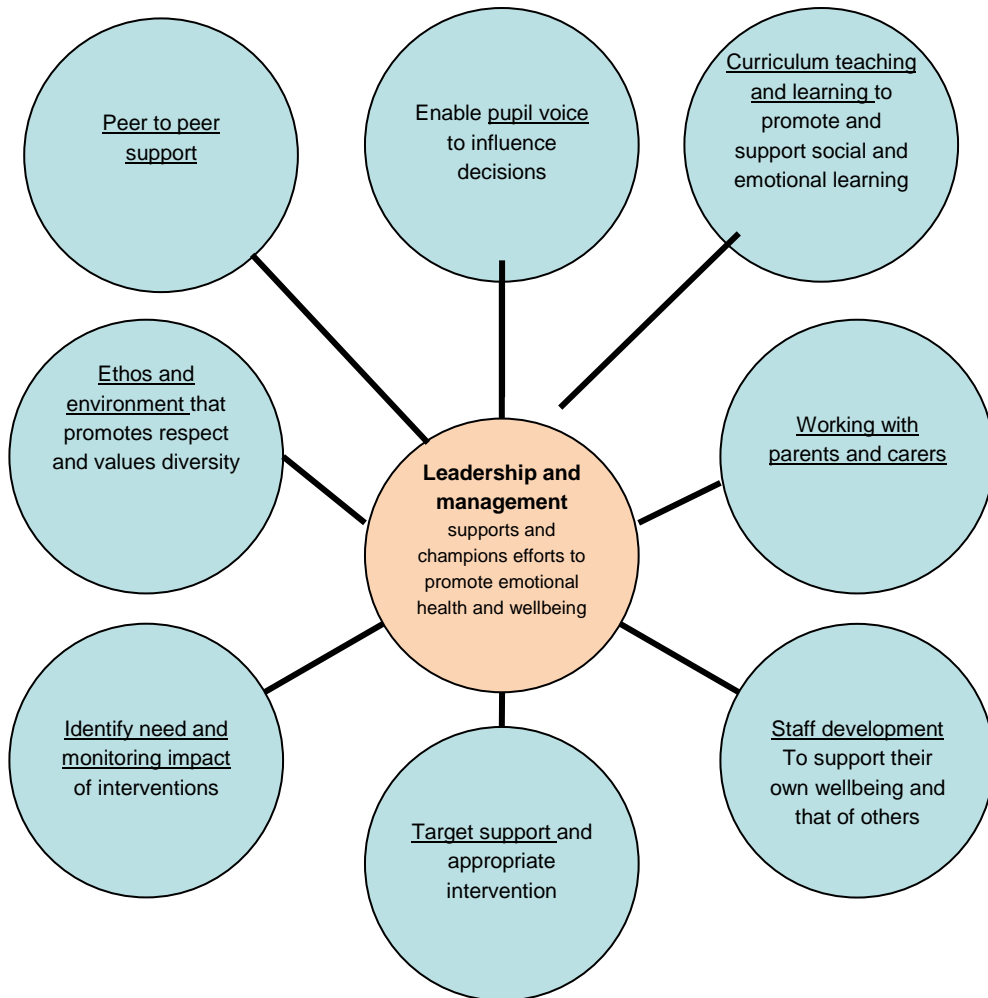 Peer to peer
support
Enable pupil voice
to influence
decisions
Curriculum teaching
and learning to
promote and
support social and
emotional learning
Ethos and
environment that
promotes respect
and values diversity
Leadership and
management
supports and
champions efforts to
promote emotional
health and wellbeing
Working with
parents and carers
Identify need and
monitoring impact
of interventions
Target support and
appropriate
intervention
Staff development
To support their
own wellbeing and
that of others